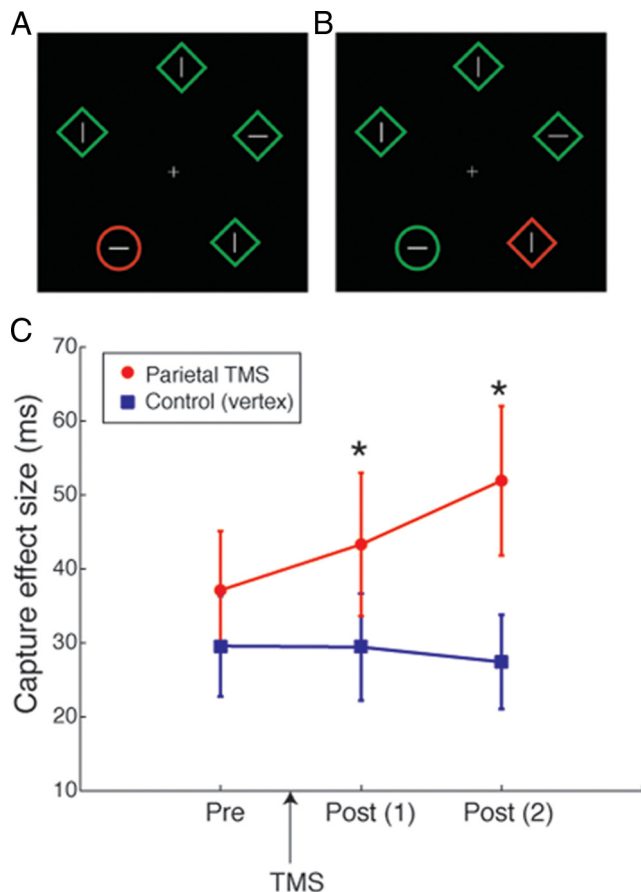 A B
C
70
60
50
40
30
20
10
Capture effect size (ms)
Parietal TMS
Control (vertex)
*
*
Pre Post (1) Post (2)
TMS